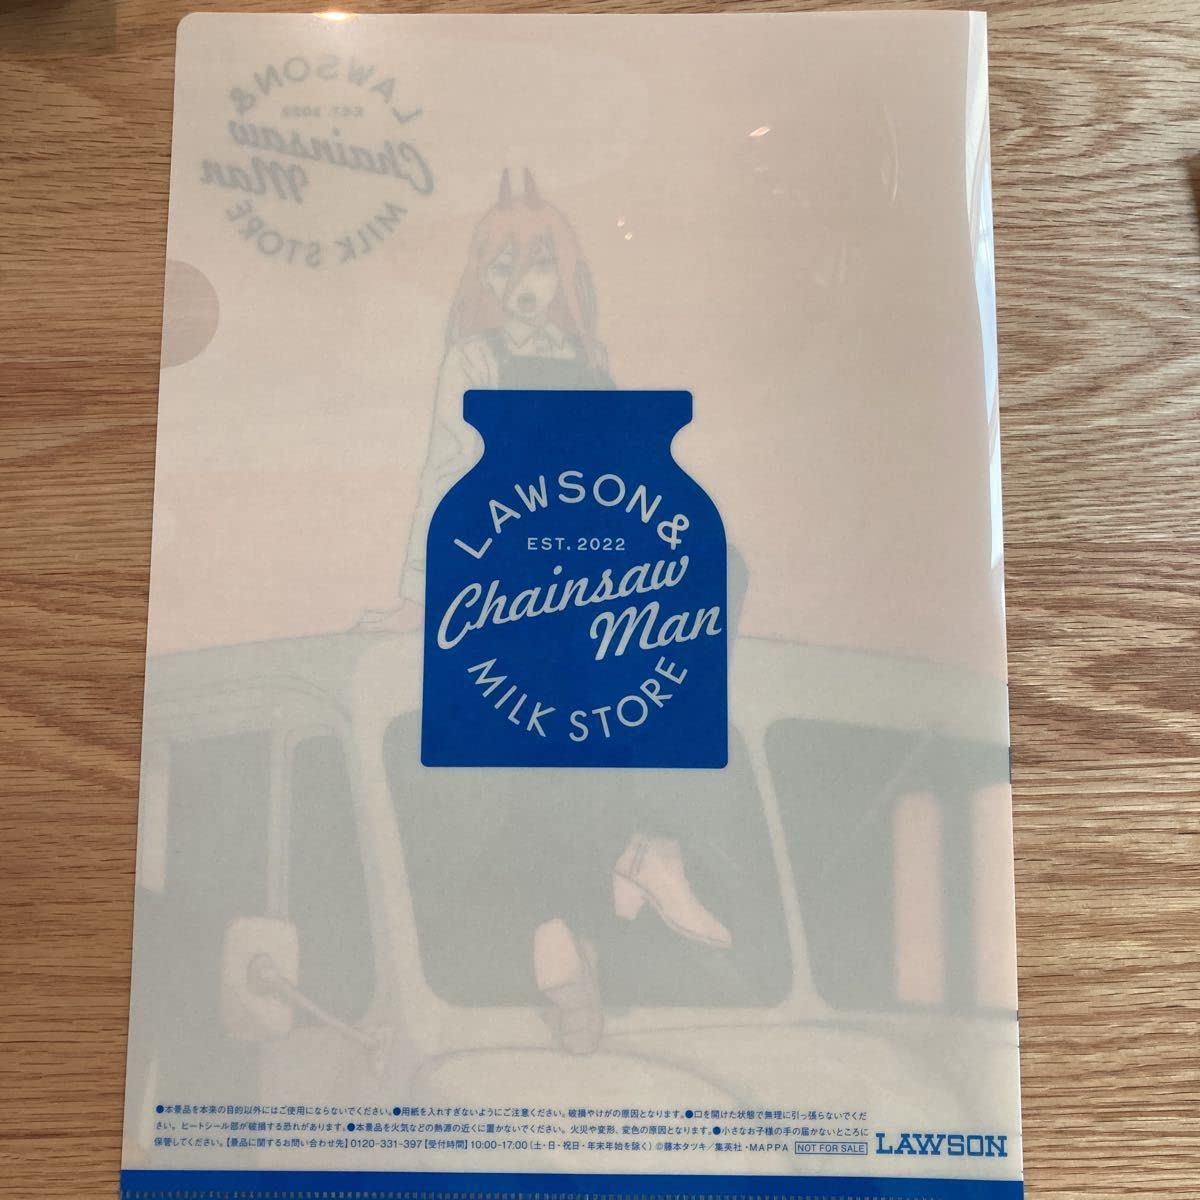 LAWSON&
EST. 2022
Chainsaw
Man
MILK STORE
LAWSON&
EST. 2022
Chainsaw
Man
MILK STORE
●本景品を本来の目的以外にはご使用にならないでください。●用紙を入れすぎないようにご注意ください。破損やけがの原因となります。●口を開けた状態で無理に引っ張らないでくだ
さい。ヒートシール部が破損する恐れがあります。●本景品を火気などの熱源の近くに置かないでください。火災や変形、変色の原因となります。●小さなお子様の手の届かないところに
保管してください。【景品に関するお問い合わせ先】0120-331-397【受付時間】10:00-17:00(土・日・祝日・年末年始を除く) ©藤本タツキ／集英社・MAPPA NOT FOR SALE
LAWSON